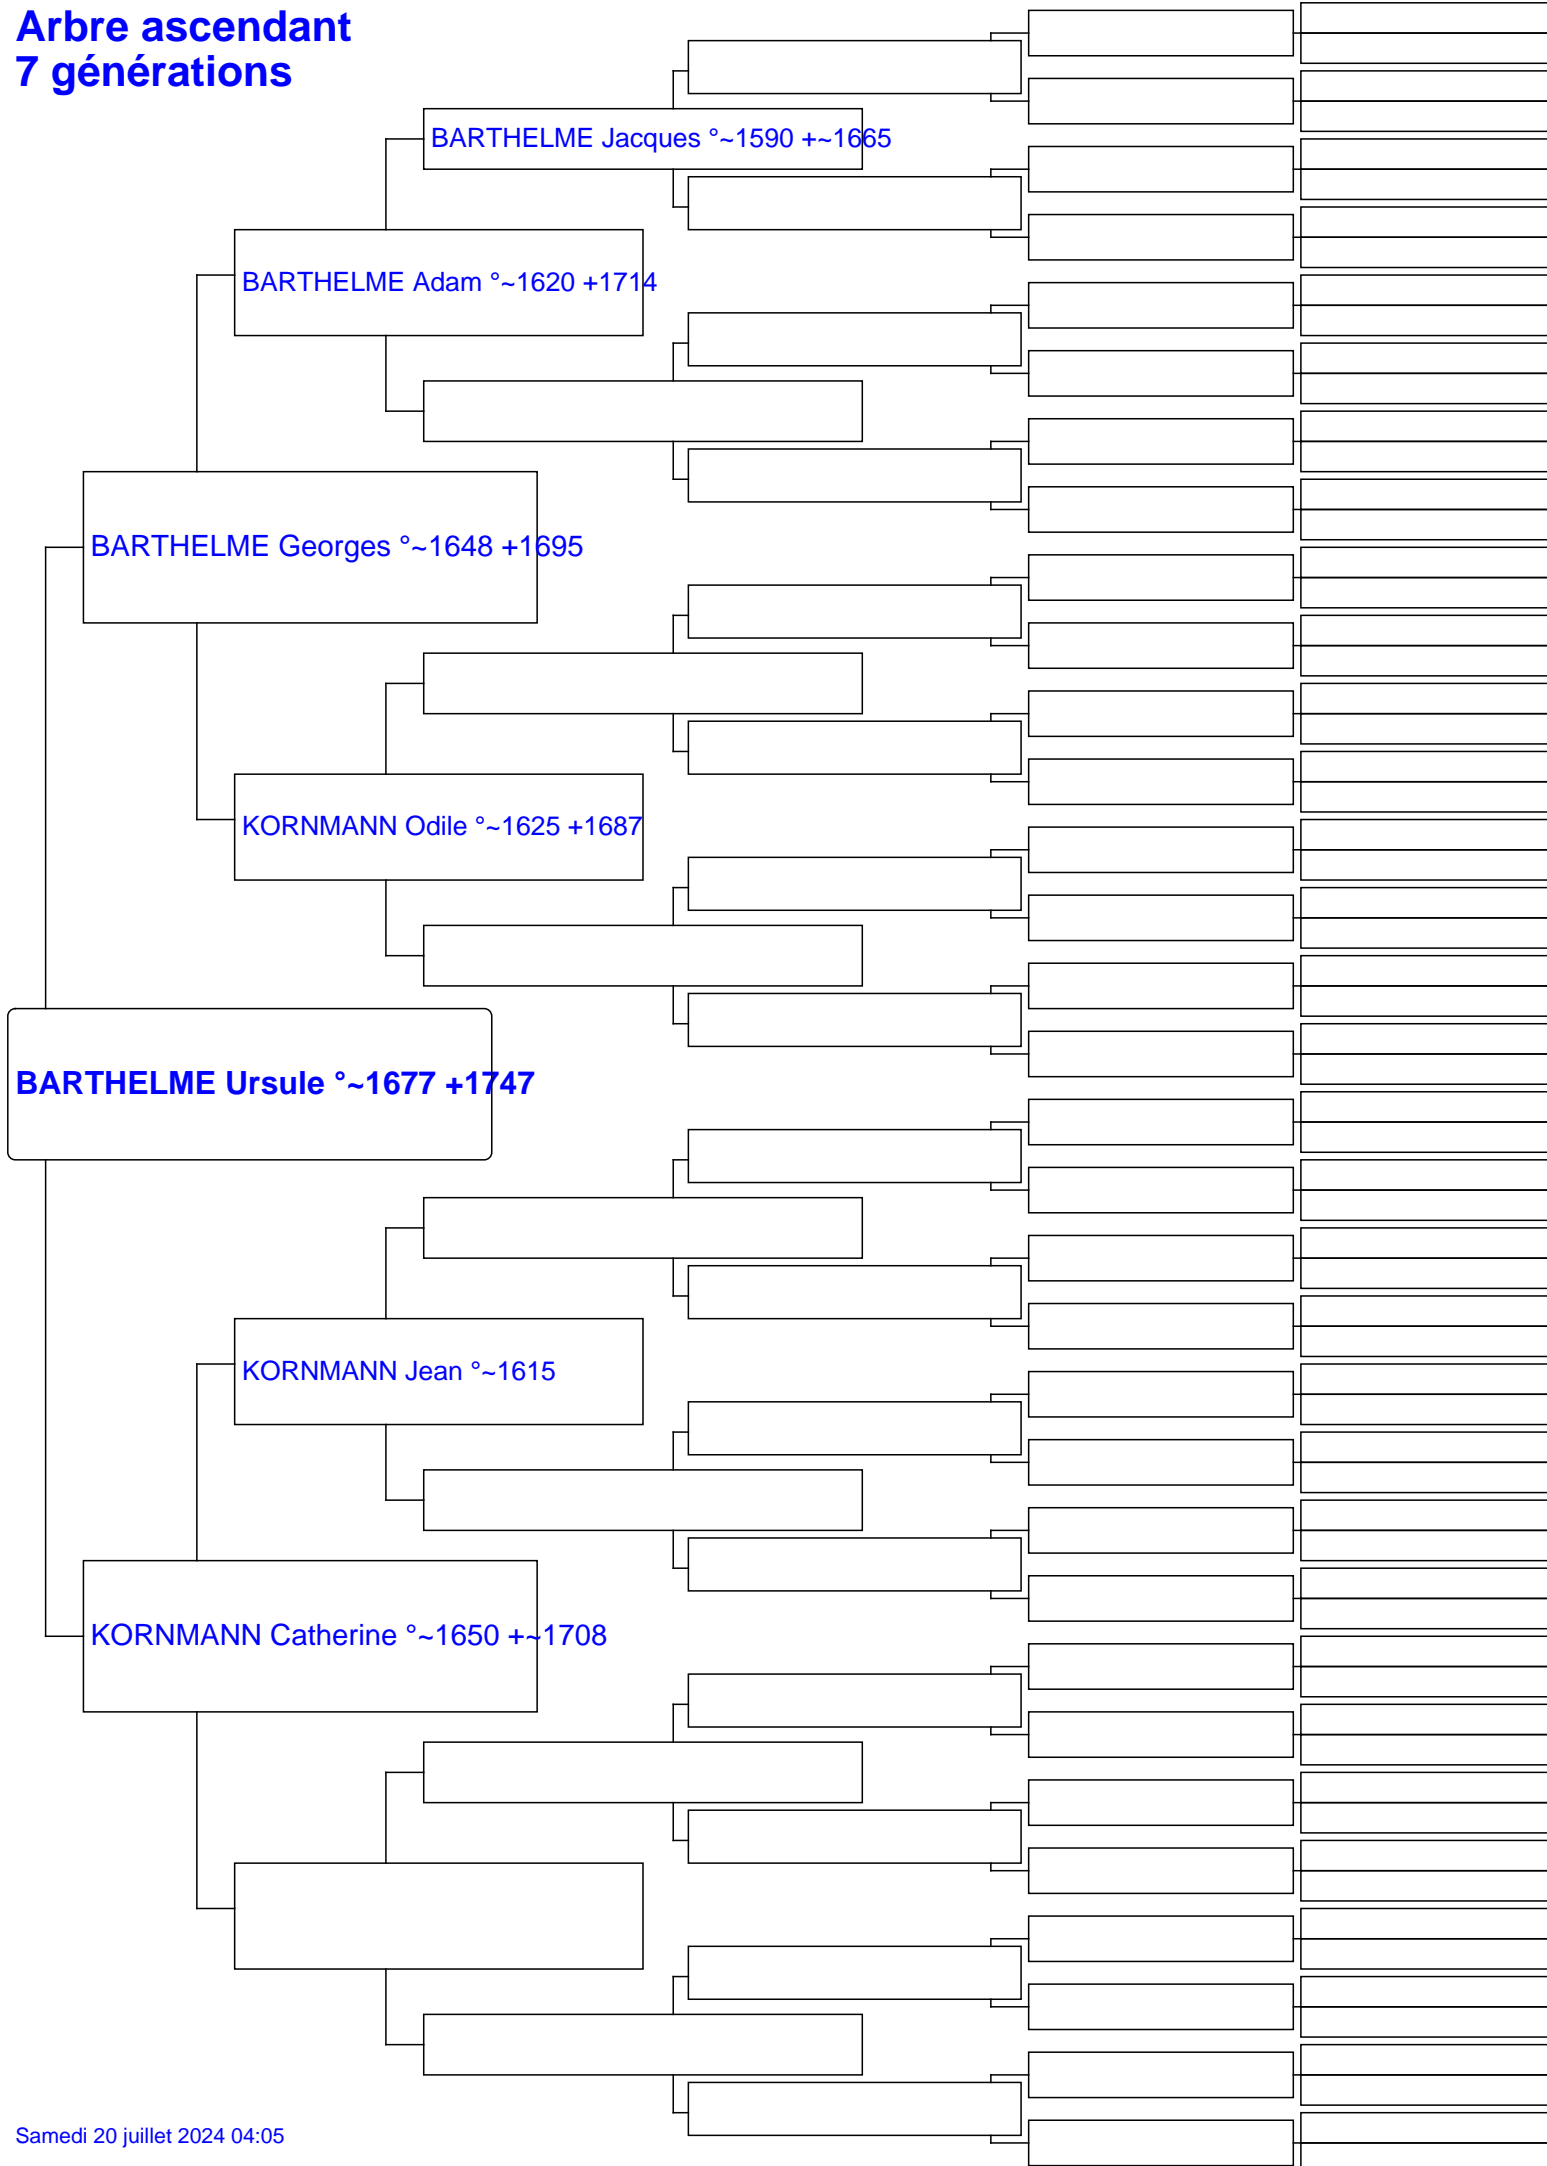 Arbre ascendant
7 générations
BARTHELME Jacques °~1590 +~1665
BARTHELME Adam °~1620 +1714
BARTHELME Georges °~1648 +1695
KORNMANN Odile °~1625 +1687
BARTHELME Ursule °~1677 +1747
KORNMANN Jean °~1615
KORNMANN Catherine °~1650 +~1708
Samedi 20 juillet 2024 04:05